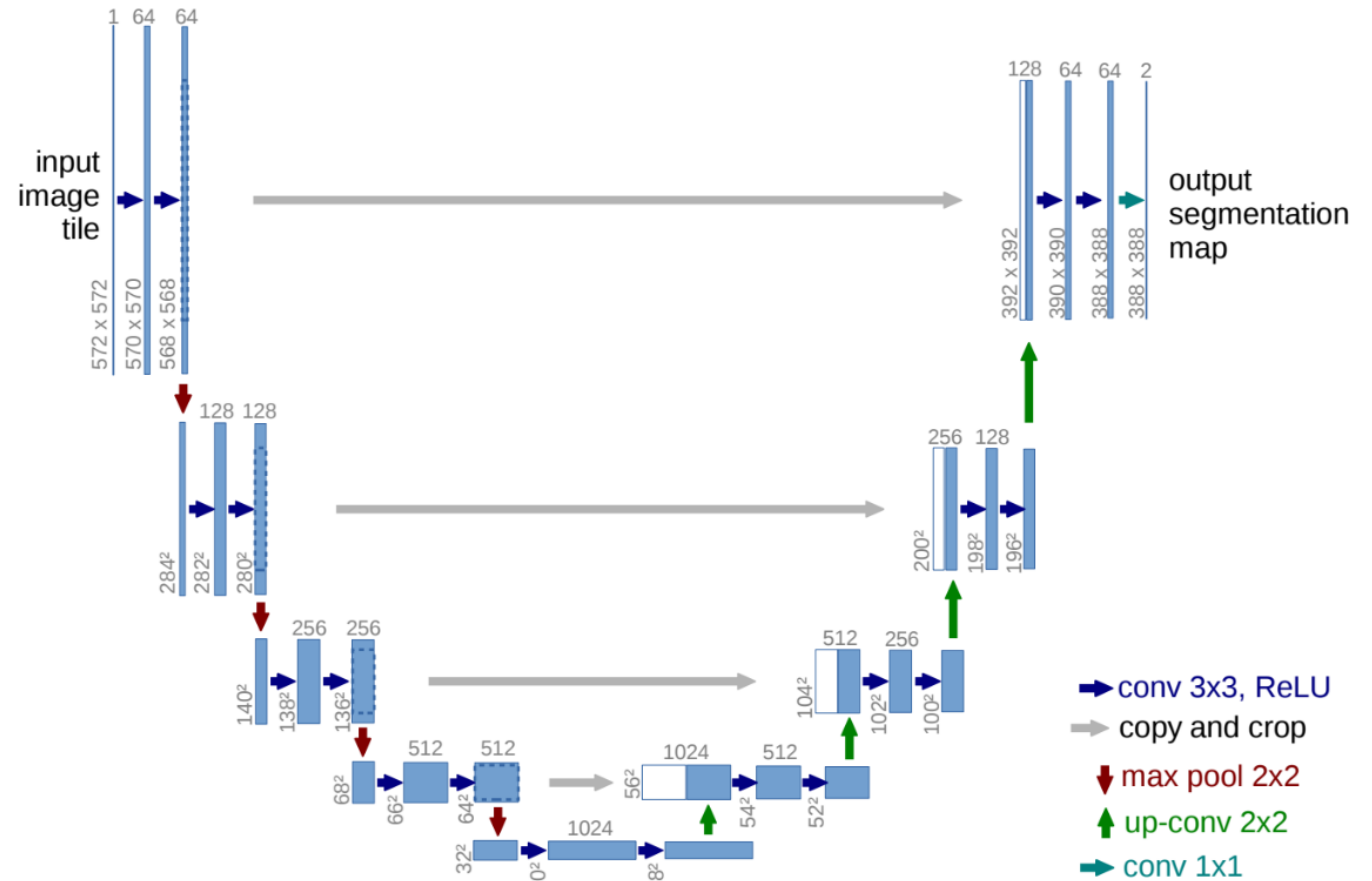 1 64 64
input
image
tile
572 x 572
570 x 570
568 x 568
128 64 64 2
output
segmentation
map
392 x 392
390 x 390
388 x 388
388 x 388
128 128
284²
282²
280²
256 128
200²
198²
196²
256 256
140²
138²
136²
512 256
104²
102²
100²
512 512
68²
66²
64²
1024 512
56²
54²
52²
1024
32²
0²
8²
conv 3x3, ReLU
copy and crop
max pool 2x2
up-conv 2x2
conv 1x1